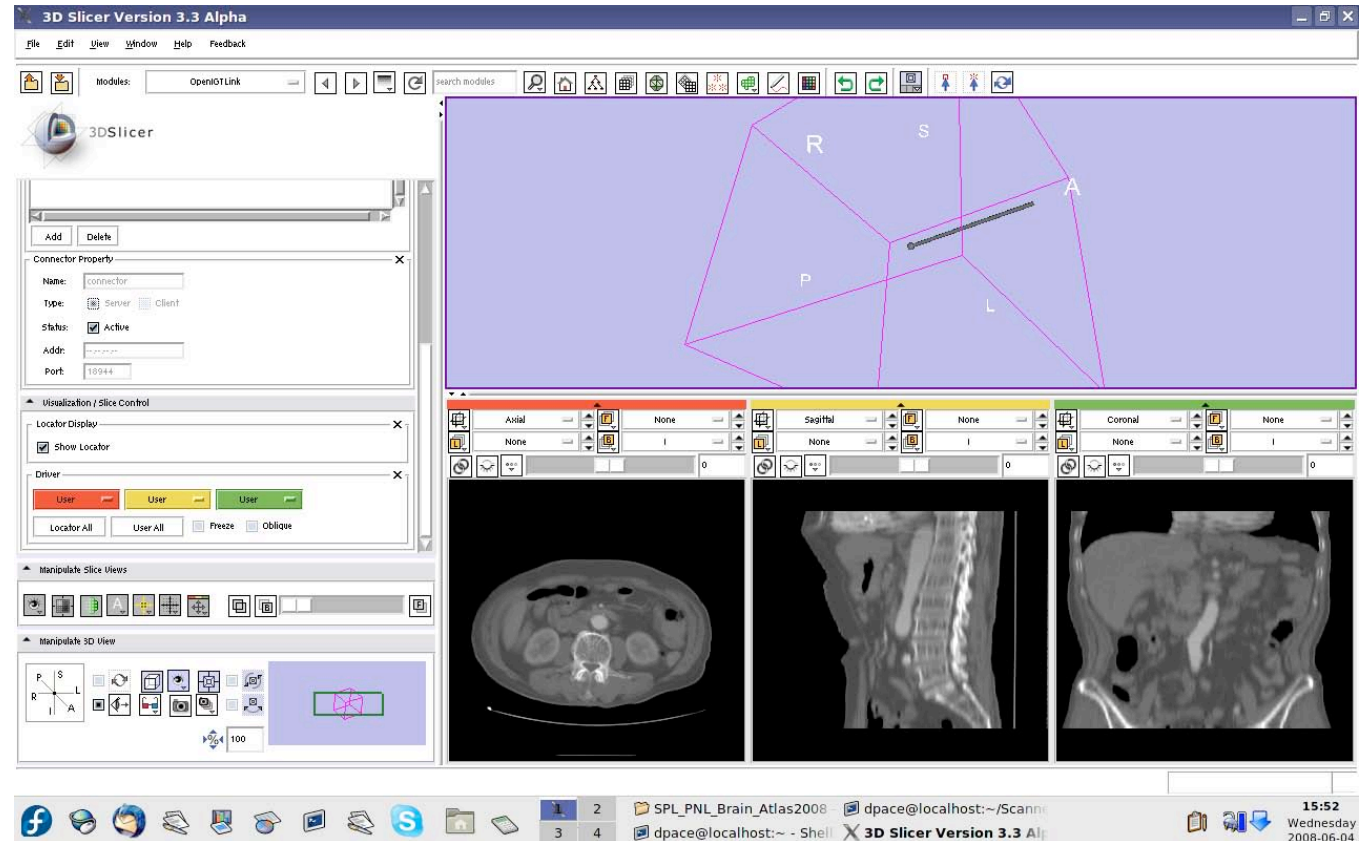 3D Slicer Version 3.3 Alpha
File Edit View Window Help Feedback
Modules: OpenIGTLink search modules
3DSlicer
R S A P L
Add Delete
Connector Property
Name: connector
Type: Server Client
Status: Active
Addr: --.--.--.--
Port: 18944
Visualization / Slice Control
Locator Display
Show Locator
Driver
User User User
Locator All User All Freeze Oblique
Manipulate Slice Views
Manipulate 3D View
P S R L I A
100
Axial F None
L None B I
0
Sagittal F None
L None B I
0
Coronal F None
L None B I
0
1 2 SPL_PNL_Brain_Atlas2008 - dpace@localhost:~/Scann
3 4 dpace@localhost:~ - Shell 3D Slicer Version 3.3 Alp
15:52
Wednesday
2008-06-04